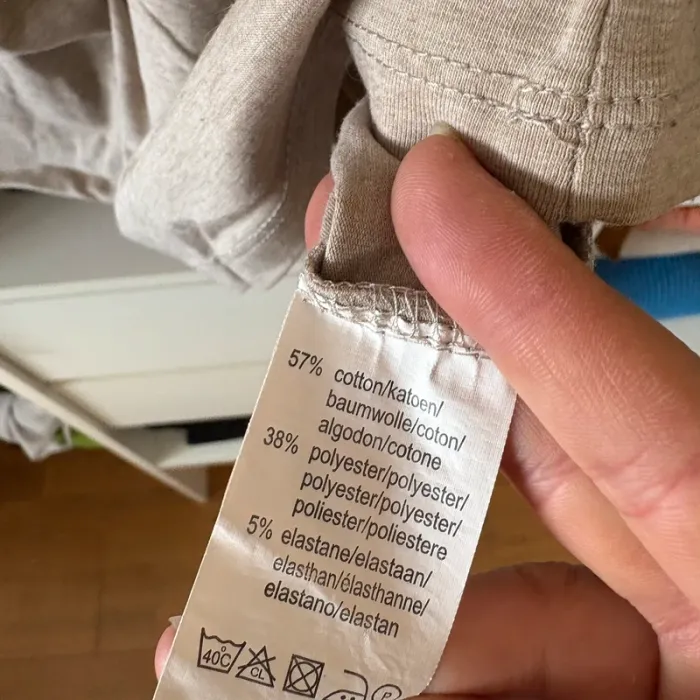 57% cotton/katoen/
baumwolle/coton/
algodon/cotone
38% polyester/polyester/
polyester/polyester/
poliester/poliestere
5% elastane/elastaan/
elasthan/élasthanne/
elastano/elastan
40°C CL P